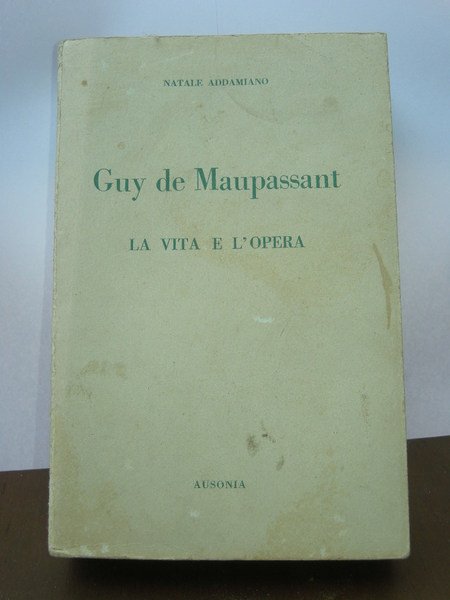 NATALE ADDAMIANO
Guy de Maupassant
LA VITA E L'OPERA
AUSONIA